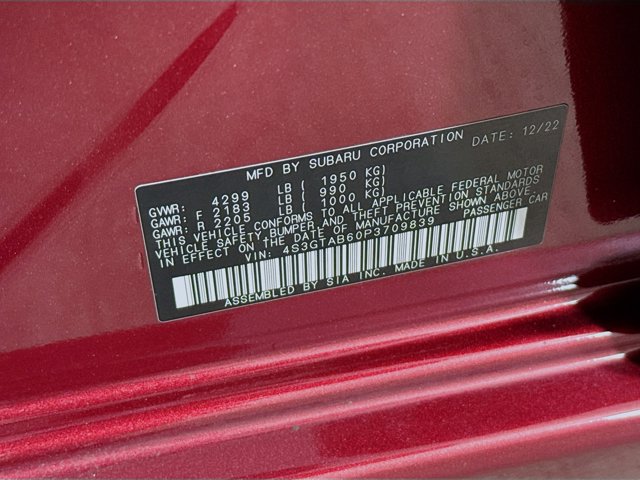 MFD BY SUBARU CORPORATION DATE: 12/22
GVWR: 4299 LB ( 1950 KG)
GAWR: F 2183 LB ( 990 KG)
GAWR: R 2205 LB ( 1000 KG)
THIS VEHICLE CONFORMS TO ALL APPLICABLE FEDERAL MOTOR
VEHICLE SAFETY, BUMPER AND THEFT PREVENTION STANDARDS
IN EFFECT ON THE DATE OF MANUFACTURE SHOWN ABOVE.
VIN: 4S3GTAB60P3709839 PASSENGER CAR
ASSEMBLED BY SIA INC. MADE IN U.S.A.